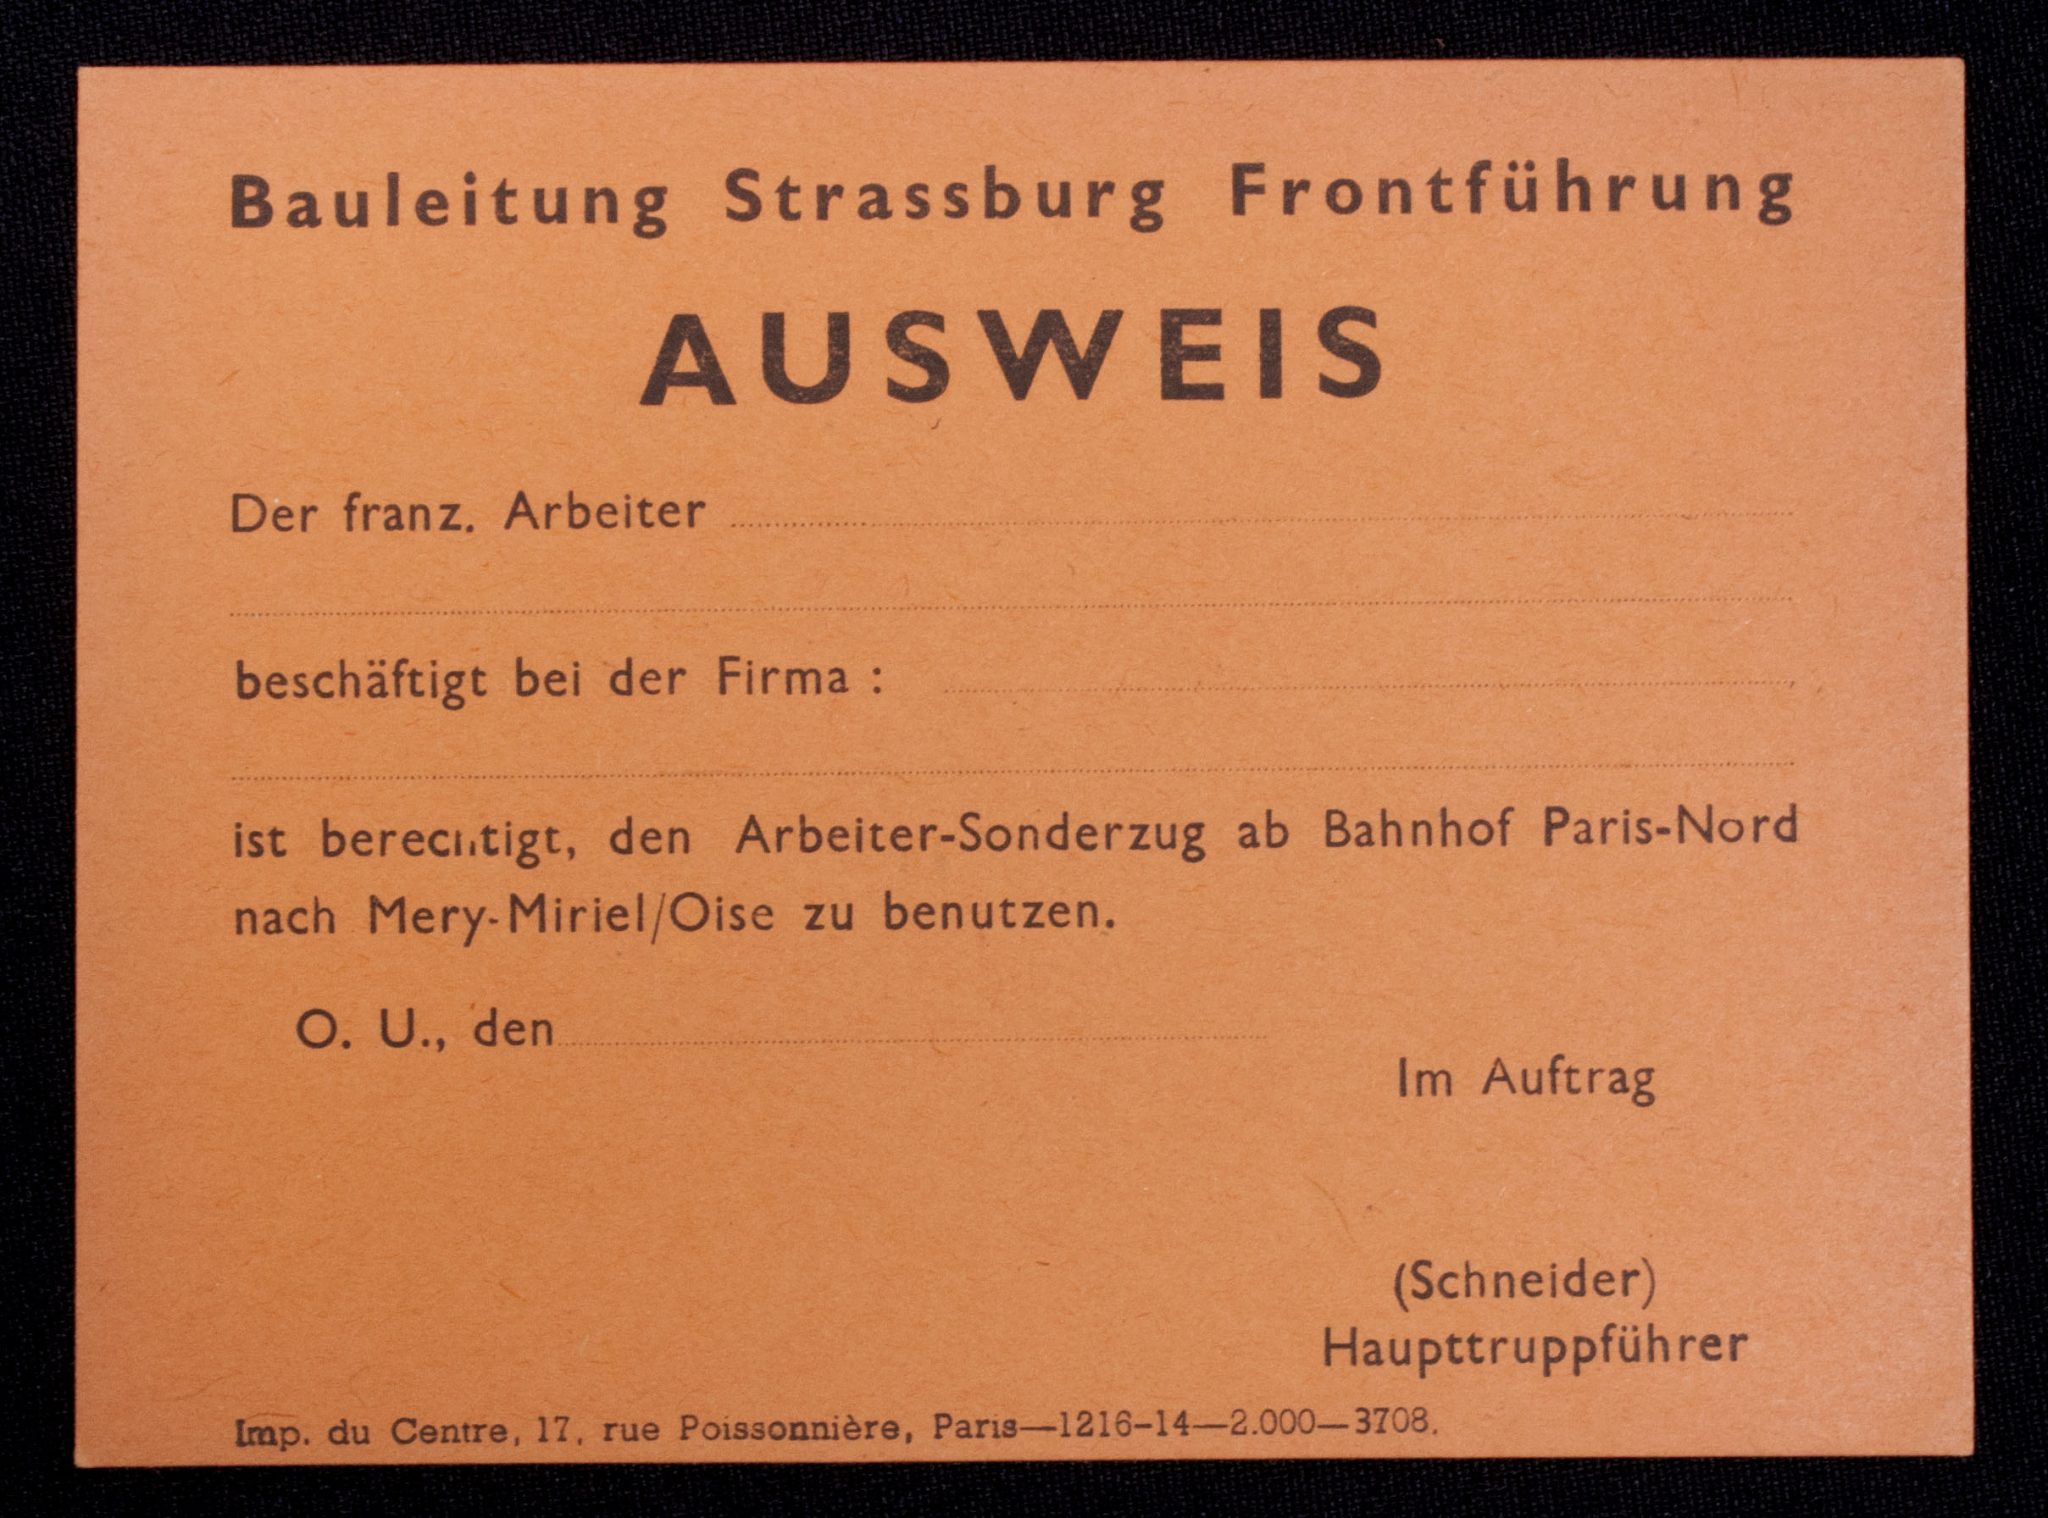 Bauleitung Strassburg Frontführung
AUSWEIS
Der franz. Arbeiter
beschäftigt bei der Firma :
ist berechtigt, den Arbeiter-Sonderzug ab Bahnhof Paris-Nord
nach Mery-Miriel/Oise zu benutzen.
O. U., den
Im Auftrag
(Schneider)
Haupttruppführer
Imp. du Centre, 17, rue Poissonnière, Paris—1216-14—2.000—3708.